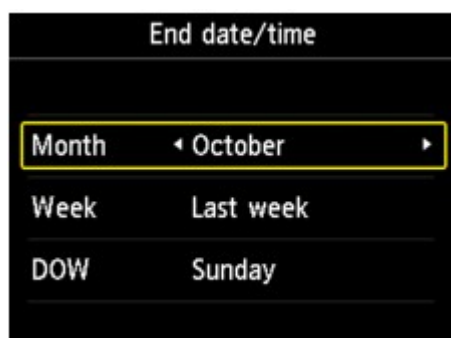 End date/time
Month October
Week Last week
DOW Sunday